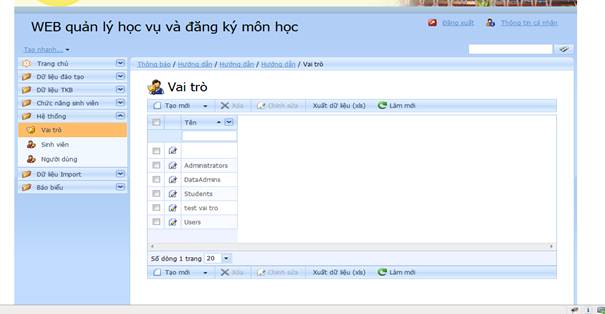 WEB quản lý học vụ và đăng ký môn học
Đăng xuất Thông tin cá nhân
Tạo nhanh...
Trang chủ
Dữ liệu đào tạo
Dữ liệu TKB
Chức năng sinh viên
Hệ thống
Vai trò
Sinh viên
Người dùng
Dữ liệu Import
Báo biểu
Thông báo / Hướng dẫn / Hướng dẫn / Hướng dẫn / Vai trò
Vai trò
Tạo mới Xóa Chỉnh sửa Xuất dữ liệu (xls) Làm mới
Tên
Administrators
DataAdmins
Students
test vai tro
Users
Số dòng 1 trang 20
Tạo mới Xóa Chỉnh sửa Xuất dữ liệu (xls) Làm mới